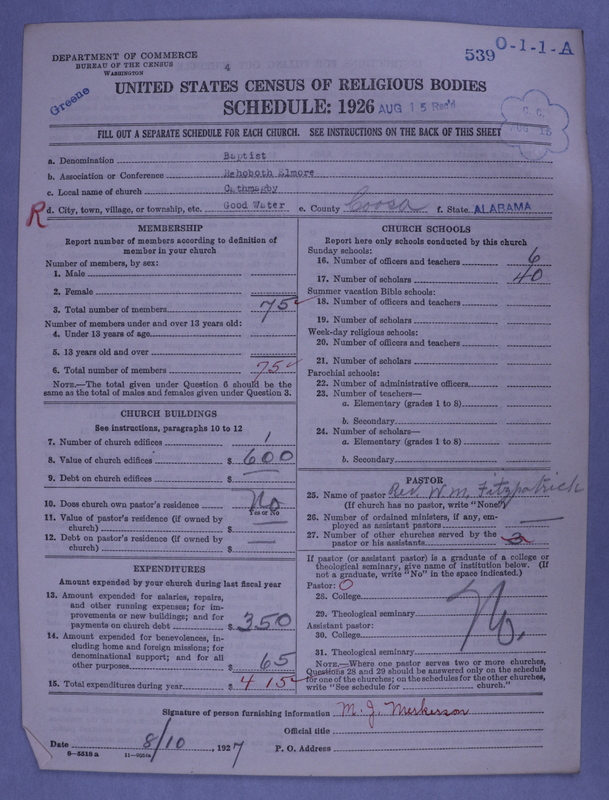 DEPARTMENT OF COMMERCE
BUREAU OF THE CENSUS
WASHINGTON
4
539
O-1-1-A
Greene
UNITED STATES CENSUS OF RELIGIOUS BODIES
SCHEDULE: 1926
AUG 15 Rec'd
C. C.
AUG 15
FILL OUT A SEPARATE SCHEDULE FOR EACH CHURCH. SEE INSTRUCTIONS ON THE BACK OF THIS SHEET
a. Denomination Baptist
b. Association or Conference Rehoboth Elmore
c. Local name of church Cathmagby
R d. City, town, village, or township, etc. Good Water e. County Coosa f. State ALABAMA
MEMBERSHIP
Report number of members according to definition of
member in your church
Number of members, by sex:
1. Male
2. Female
3. Total number of members 75
Number of members under and over 13 years old:
4. Under 13 years of age
5. 13 years old and over
6. Total number of members 75
NOTE.—The total given under Question 6 should be the
same as the total of males and females given under Question 3.
CHURCH BUILDINGS
See instructions, paragraphs 10 to 12
7. Number of church edifices 1
8. Value of church edifices $ 600
9. Debt on church edifices $ —
10. Does church own pastor's residence No
Yes or No
11. Value of pastor's residence (if owned by
church) $ —
12. Debt on pastor's residence (if owned by
church) $ —
EXPENDITURES
Amount expended by your church during last fiscal year
13. Amount expended for salaries, repairs,
and other running expenses; for im-
provements or new buildings; and for
payments on church debt $ 350
14. Amount expended for benevolences, in-
cluding home and foreign missions; for
denominational support; and for all
other purposes $ 65
15. Total expenditures during year $ 415
CHURCH SCHOOLS
Report here only schools conducted by this church
Sunday schools:
16. Number of officers and teachers 6
17. Number of scholars 40
Summer vacation Bible schools:
18. Number of officers and teachers
19. Number of scholars
Week-day religious schools:
20. Number of officers and teachers
21. Number of scholars
Parochial schools:
22. Number of administrative officers
23. Number of teachers—
a. Elementary (grades 1 to 8)
b. Secondary
24. Number of scholars—
a. Elementary (grades 1 to 8)
b. Secondary
PASTOR
25. Name of pastor Rev. W. M. Fitzpatrick
(If church has no pastor, write "None")
26. Number of ordained ministers, if any, em-
ployed as assistant pastors —
27. Number of other churches served by the
pastor or his assistants 3
If pastor (or assistant pastor) is a graduate of a college or
theological seminary, give name of institution below. (If
not a graduate, write "No" in the space indicated.)
Pastor: O
28. College
29. Theological seminary No.
Assistant pastor:
30. College
31. Theological seminary
NOTE.—Where one pastor serves two or more churches,
Questions 28 and 29 should be answered only on the schedule
for one of the churches; on the schedules for the other churches,
write "See schedule for church."
Signature of person furnishing information M. J. Merkerson
Official title
Date 8/10, 1927 P. O. Address
8-5518 a 11-9254a